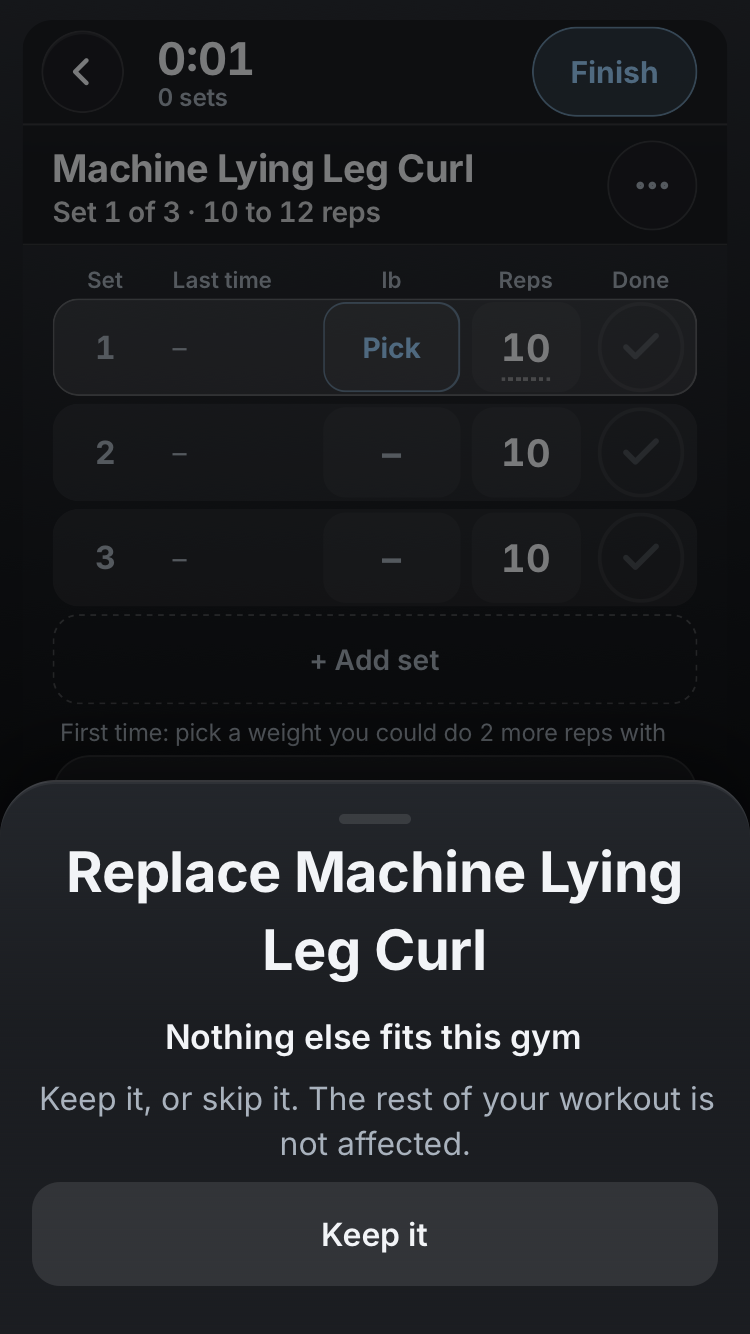 0:01
0 sets
Finish
Machine Lying Leg Curl
Set 1 of 3 · 10 to 12 reps
Set Last time lb Reps Done
1 – Pick 10
2 – – 10
3 – – 10
+ Add set
First time: pick a weight you could do 2 more reps with
Replace Machine Lying
Leg Curl
Nothing else fits this gym
Keep it, or skip it. The rest of your workout is
not affected.
Keep it